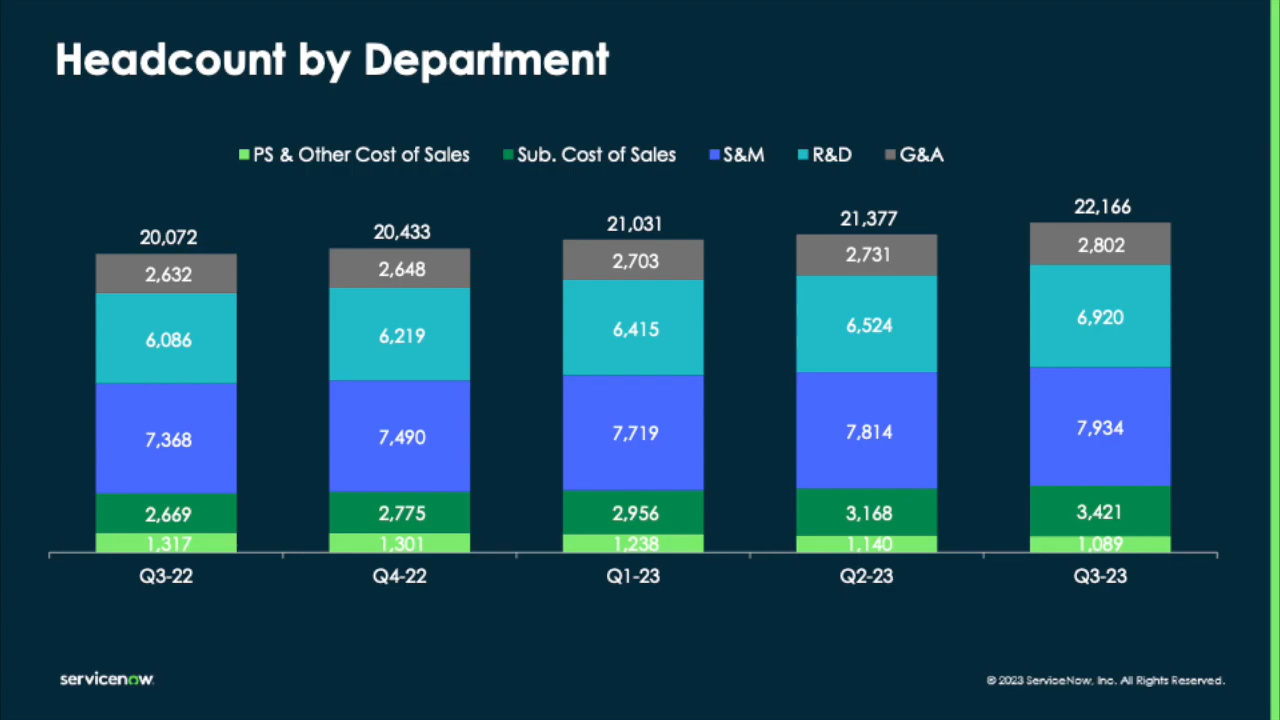 Headcount by Department
PS & Other Cost of Sales Sub. Cost of Sales S&M R&D G&A
20,072 20,433 21,031 21,377 22,166
2,632 2,648 2,703 2,731 2,802
6,086 6,219 6,415 6,524 6,920
7,368 7,490 7,719 7,814 7,934
2,669 2,775 2,956 3,168 3,421
1,317 1,301 1,238 1,140 1,089
Q3-22 Q4-22 Q1-23 Q2-23 Q3-23
servicenow © 2023 ServiceNow, Inc. All Rights Reserved.